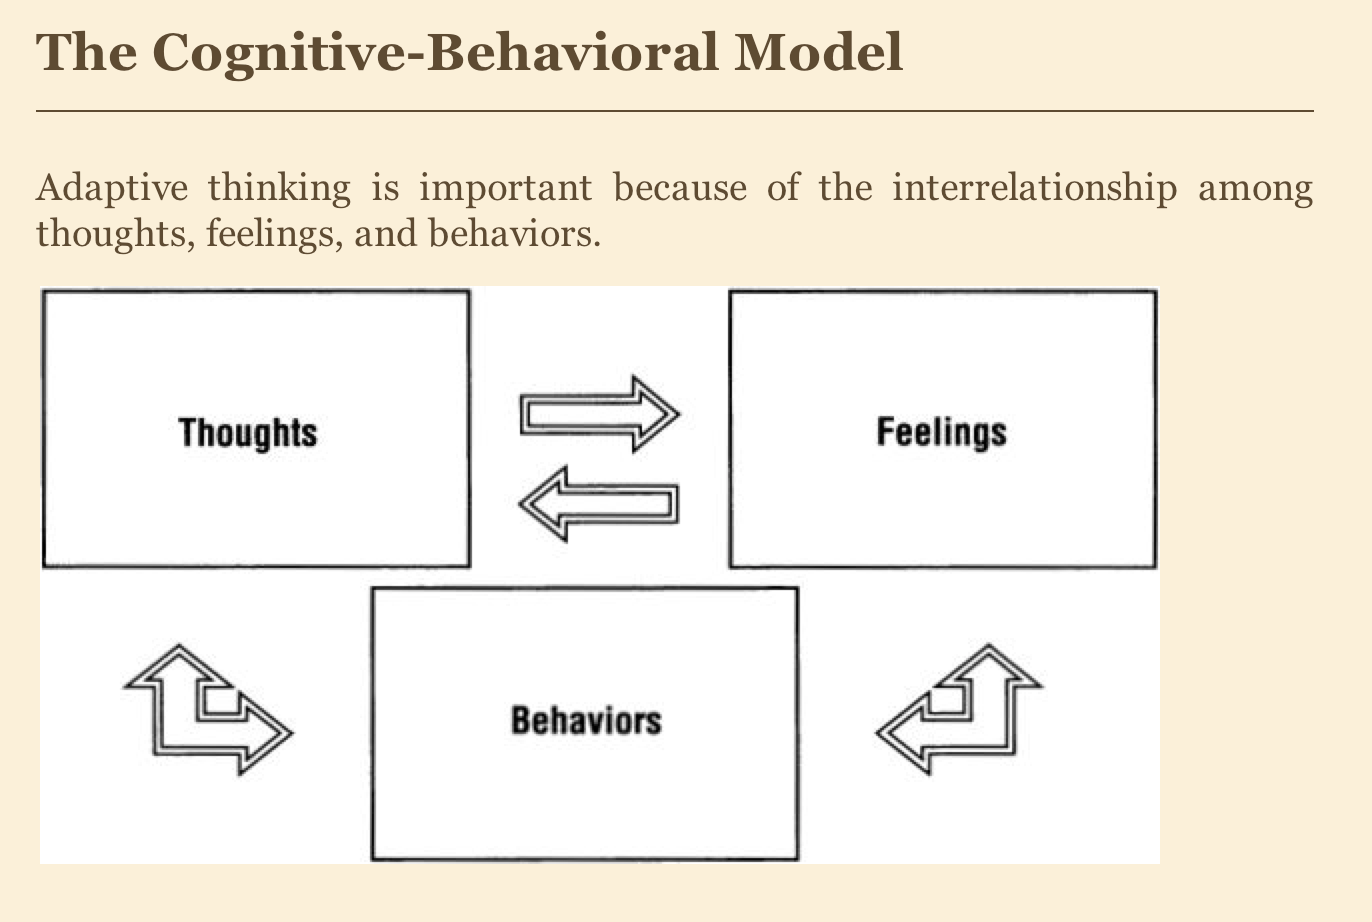 The Cognitive-Behavioral Model
Adaptive thinking is important because of the interrelationship among
thoughts, feelings, and behaviors.
Thoughts
Feelings
Behaviors